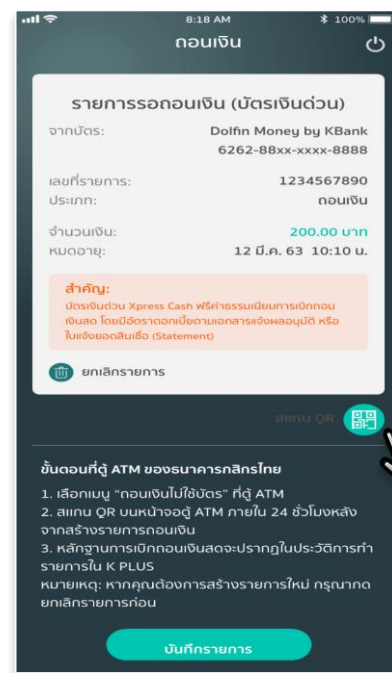 8:18 AM
100%
ถอนเงิน
รายการรอถอนเงิน (บัตรเงินด่วน)
จากบัตร: Dolfin Money by KBank
6262-88xx-xxxx-8888
เลขที่รายการ: 1234567890
ประเภท: ถอนเงิน
จำนวนเงิน: 200.00 บาท
หมดอายุ: 12 มี.ค. 63 10:10 น.
สำคัญ:
บัตรเงินด่วน Xpress Cash ฟรีค่าธรรมเนียมการเบิกถอน
เงินสด โดยมีอัตราดอกเบี้ยตามเอกสารแจ้งผลอนุมัติ หรือ
ใบแจ้งยอดสินเชื่อ (Statement)
ยกเลิกรายการ
สแกน QR
ขั้นตอนที่ตู้ ATM ของธนาคารกสิกรไทย
1. เลือกเมนู “ถอนเงินไม่ใช้บัตร” ที่ตู้ ATM
2. สแกน QR บนหน้าจอตู้ ATM ภายใน 24 ชั่วโมงหลัง
จากสร้างรายการถอนเงิน
3. หลักฐานการเบิกถอนเงินสดจะปรากฏในประวัติการทำ
รายการใน K PLUS
หมายเหตุ: หากคุณต้องการสร้างรายการใหม่ กรุณากด
ยกเลิกรายการก่อน
บันทึกรายการ